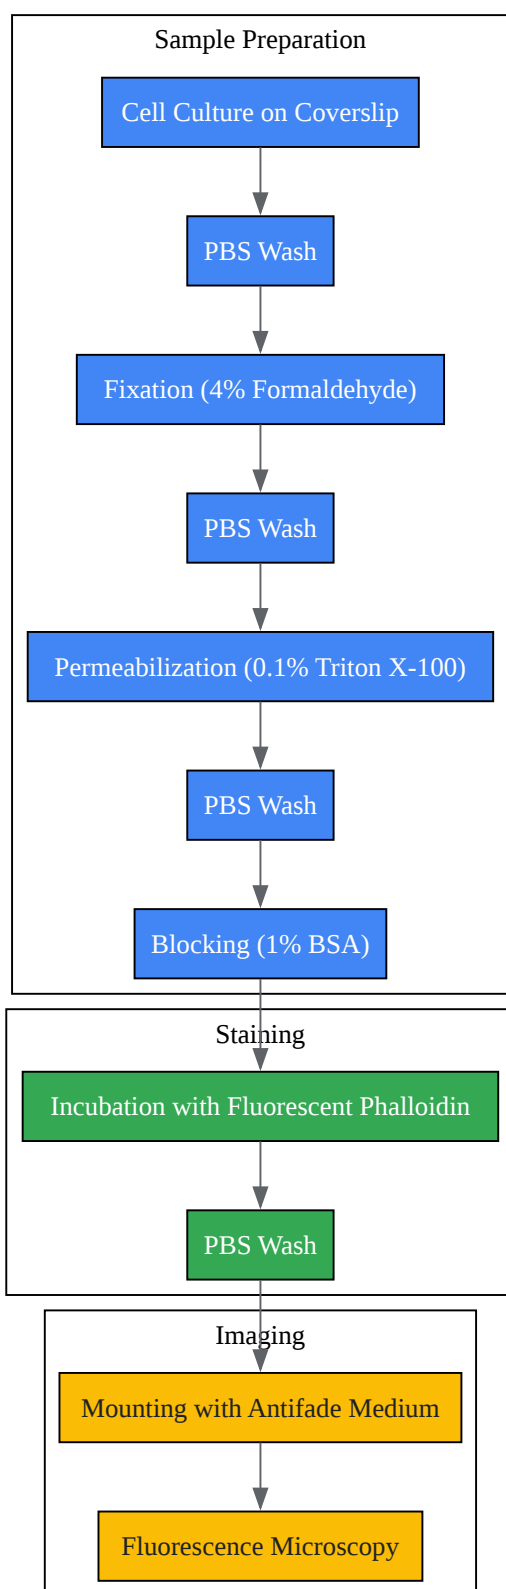 Sample Preparation
Cell Culture on Coverslip
PBS Wash
Fixation (4% Formaldehyde)
PBS Wash
Permeabilization (0.1% Triton X-100)
PBS Wash
Blocking (1% BSA)
Staining
Incubation with Fluorescent Phalloidin
PBS Wash
Imaging
Mounting with Antifade Medium
Fluorescence Microscopy